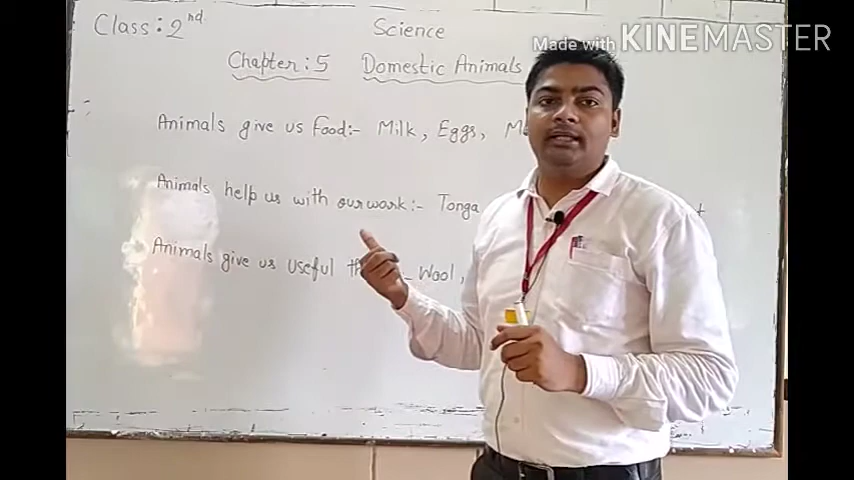 Class: 2nd.
Science
Made with KINEMASTER
Chapter: 5 Domestic Animals
Animals give us Food:- Milk, Eggs,
Animals help us with our work:- Tonga
Animals give us useful Wool,